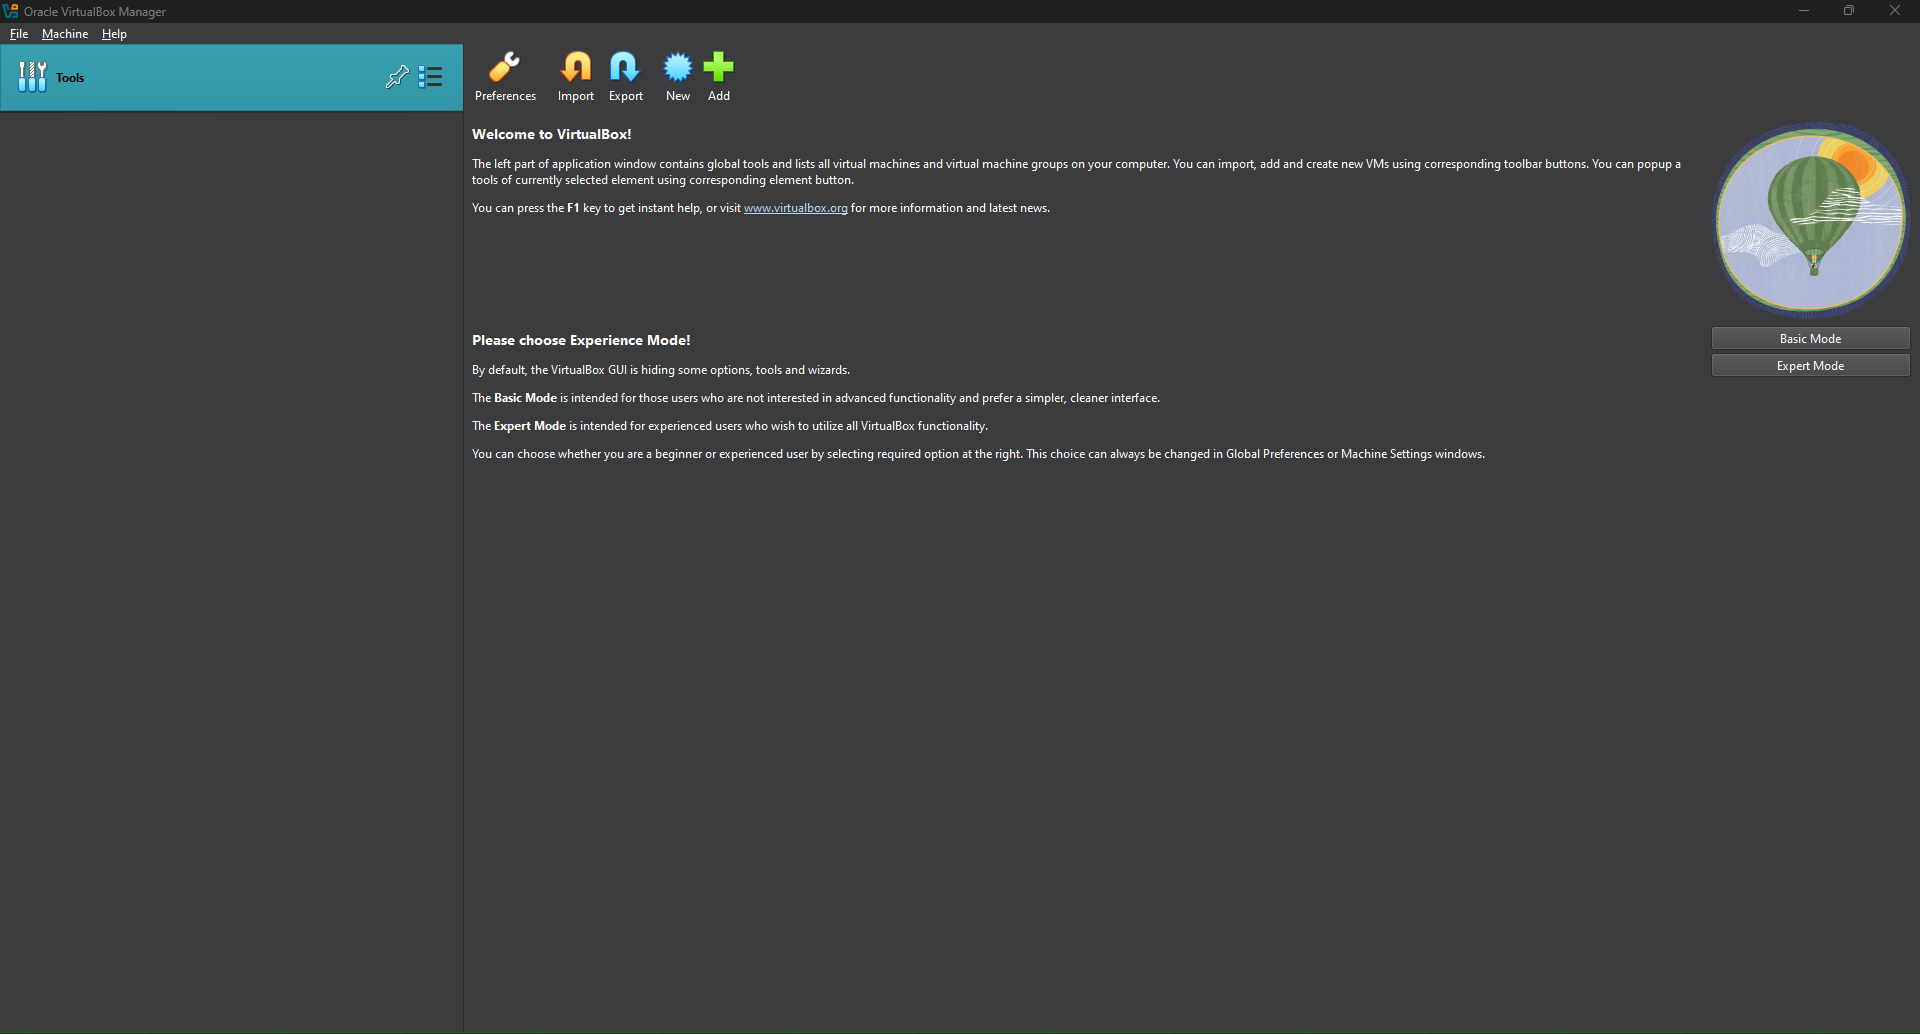 Oracle VirtualBox Manager
File Machine Help
Tools
Preferences Import Export New Add
Welcome to VirtualBox!
The left part of application window contains global tools and lists all virtual machines and virtual machine groups on your computer. You can import, add and create new VMs using corresponding toolbar buttons. You can popup a
tools of currently selected element using corresponding element button.
You can press the F1 key to get instant help, or visit www.virtualbox.org for more information and latest news.
Please choose Experience Mode!
By default, the VirtualBox GUI is hiding some options, tools and wizards.
The Basic Mode is intended for those users who are not interested in advanced functionality and prefer a simpler, cleaner interface.
The Expert Mode is intended for experienced users who wish to utilize all VirtualBox functionality.
You can choose whether you are a beginner or experienced user by selecting required option at the right. This choice can always be changed in Global Preferences or Machine Settings windows.
Basic Mode
Expert Mode